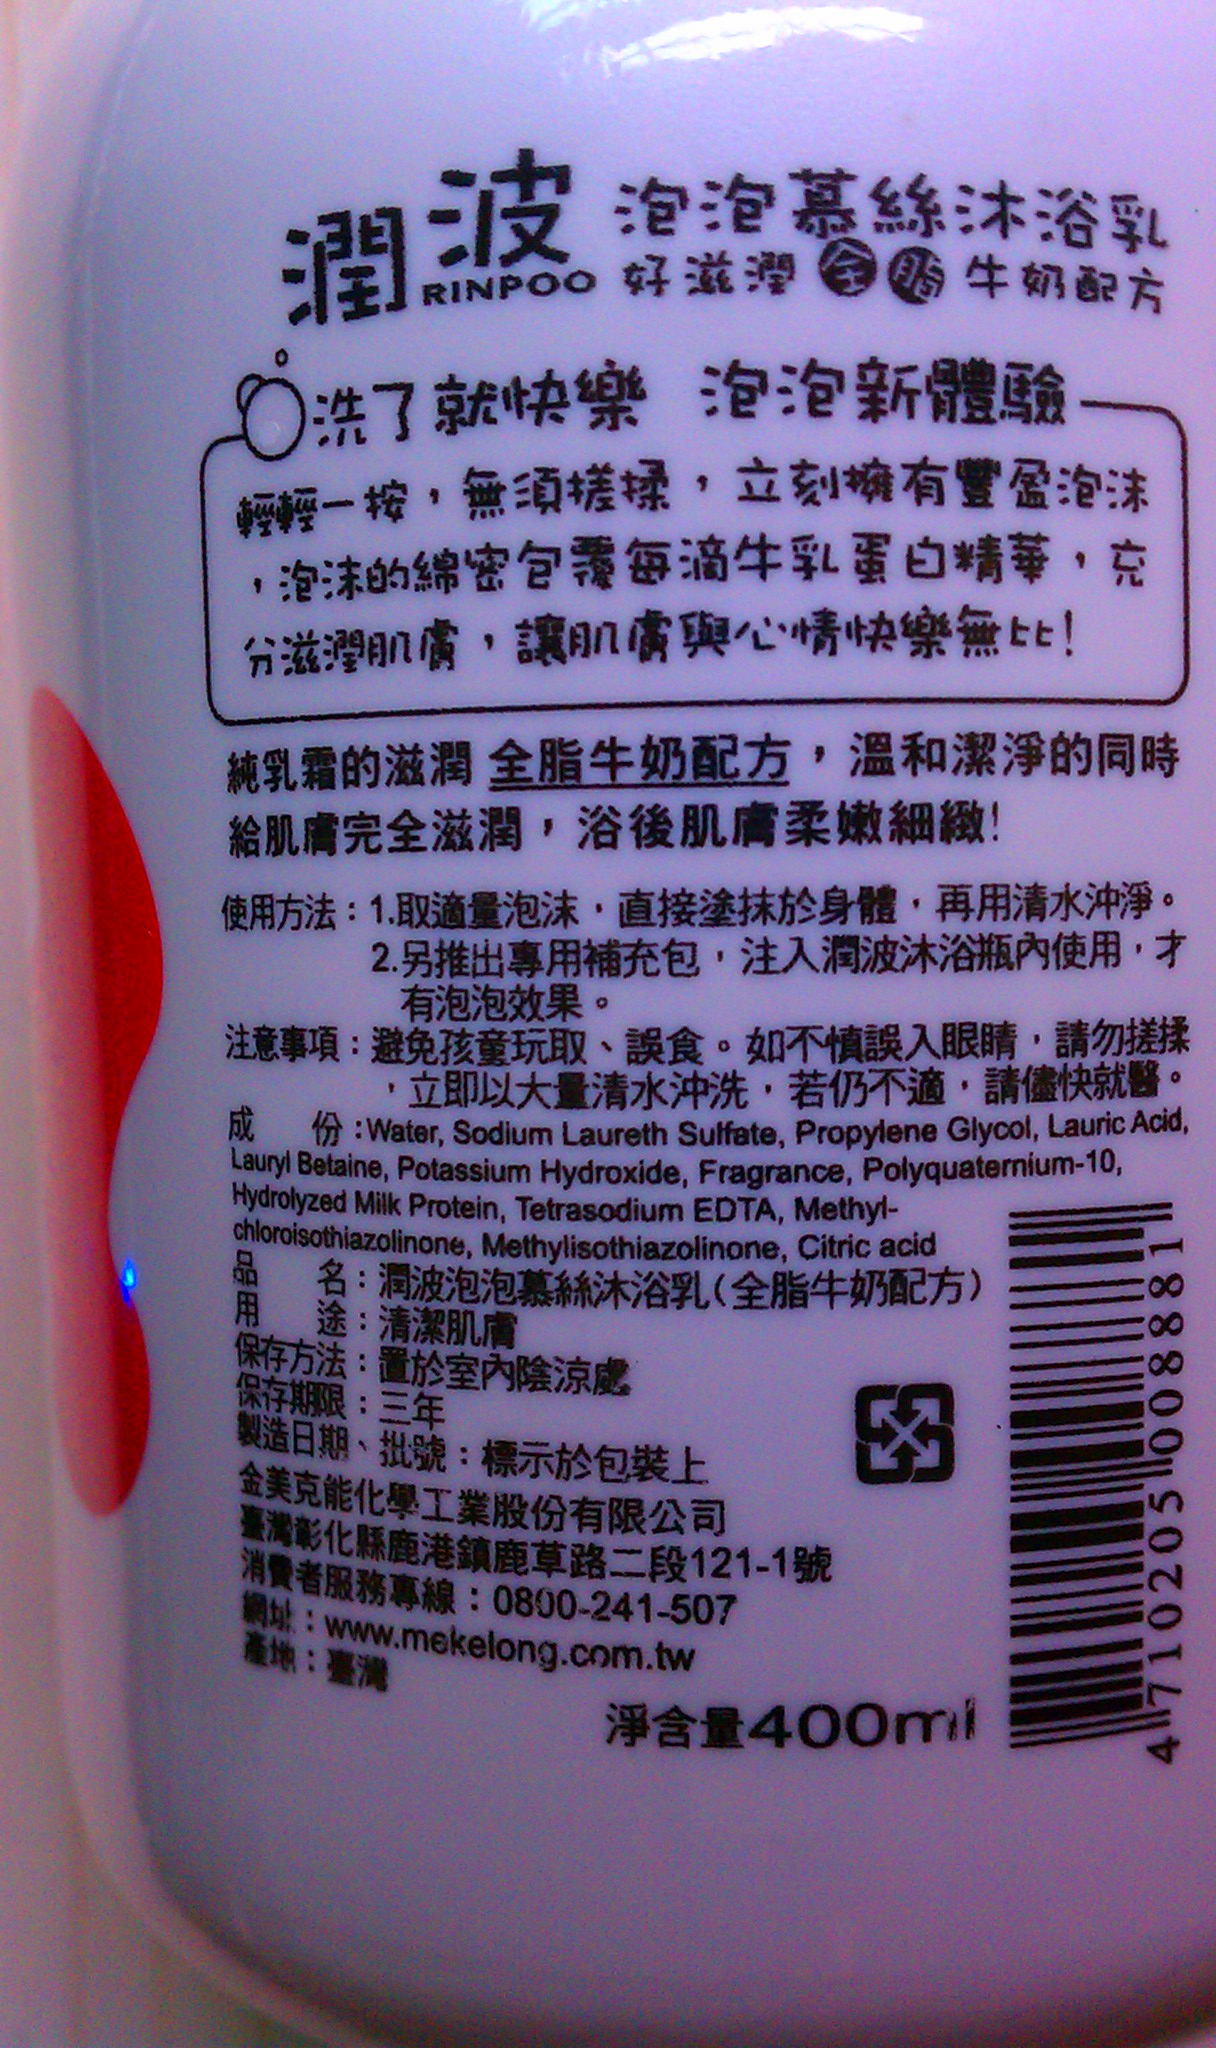 潤波 泡泡慕絲沐浴乳
RINPOO 好滋潤 全脂 牛奶配方
洗了就快樂 泡泡新體驗
輕輕一按，無須搓揉，立刻擁有豐盈泡沫
，泡沫的綿密包覆每滴牛乳蛋白精華，充
分滋潤肌膚，讓肌膚與心情快樂無比！
純乳霜的滋潤 全脂牛奶配方，溫和潔淨的同時
給肌膚完全滋潤，浴後肌膚柔嫩細緻！
使用方法：1.取適量泡沫，直接塗抹於身體，再用清水沖淨。
2.另推出專用補充包，注入潤波沐浴瓶內使用，才
有泡泡效果。
注意事項：避免孩童玩取、誤食。如不慎誤入眼睛，請勿搓揉
，立即以大量清水沖洗，若仍不適，請儘快就醫。
成 份：Water, Sodium Laureth Sulfate, Propylene Glycol, Lauric Acid,
Lauryl Betaine, Potassium Hydroxide, Fragrance, Polyquaternium-10,
Hydrolyzed Milk Protein, Tetrasodium EDTA, Methyl-
chloroisothiazolinone, Methylisothiazolinone, Citric acid
品 名：潤波泡泡慕絲沐浴乳（全脂牛奶配方）
用 途：清潔肌膚
保存方法：置於室內陰涼處
保存期限：三年
製造日期、批號：標示於包裝上
金美克能化學工業股份有限公司
臺灣彰化縣鹿港鎮鹿草路二段121-1號
消費者服務專線：0800-241-507
網址：www.mekelong.com.tw
產地：臺灣
淨含量400ml
4710205008881